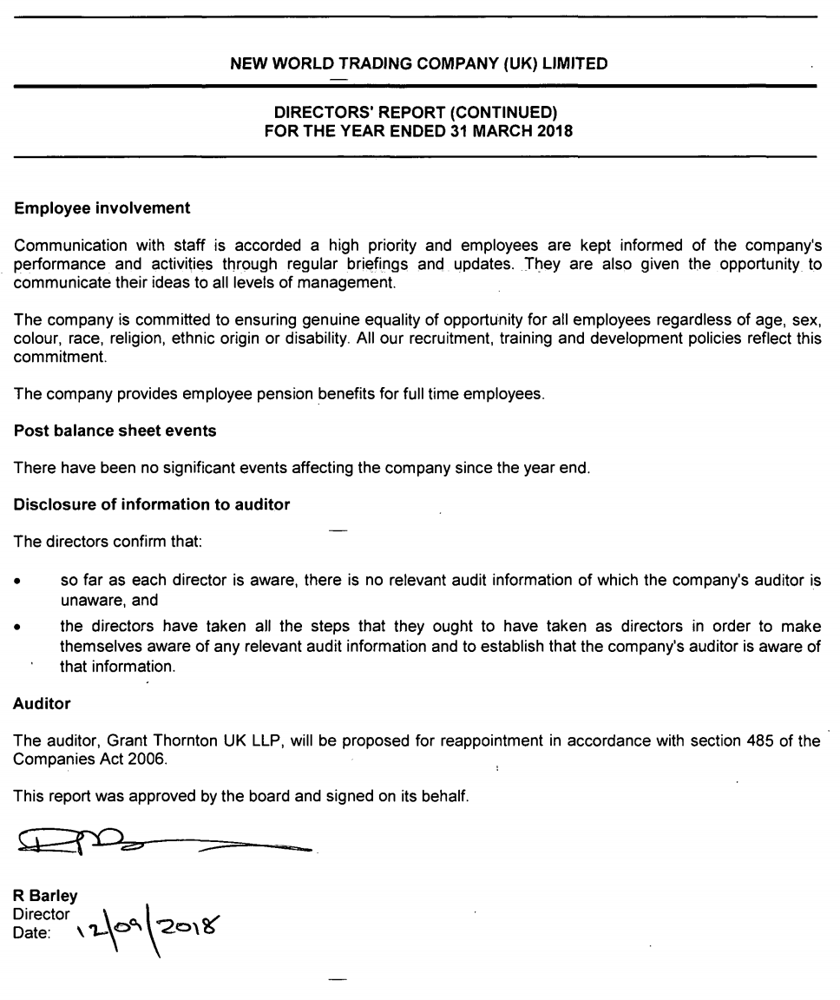 NEW WORLD TRADING COMPANY (UK) LIMITED
DIRECTORS' REPORT (CONTINUED)
FOR THE YEAR ENDED 31 MARCH 2018
Employee involvement
Communication with staff is accorded a high priority and employees are kept informed of the company's
performance and activities through regular briefings and updates. They are also given the opportunity to
communicate their ideas to all levels of management.
The company is committed to ensuring genuine equality of opportunity for all employees regardless of age, sex,
colour, race, religion, ethnic origin or disability. All our recruitment, training and development policies reflect this
commitment.
The company provides employee pension benefits for full time employees.
Post balance sheet events
There have been no significant events affecting the company since the year end.
Disclosure of information to auditor
The directors confirm that:
• so far as each director is aware, there is no relevant audit information of which the company's auditor is
unaware, and
• the directors have taken all the steps that they ought to have taken as directors in order to make
themselves aware of any relevant audit information and to establish that the company's auditor is aware of
that information.
Auditor
The auditor, Grant Thornton UK LLP, will be proposed for reappointment in accordance with section 485 of the
Companies Act 2006.
This report was approved by the board and signed on its behalf.
R Barley
Director
Date: 12/09/2018